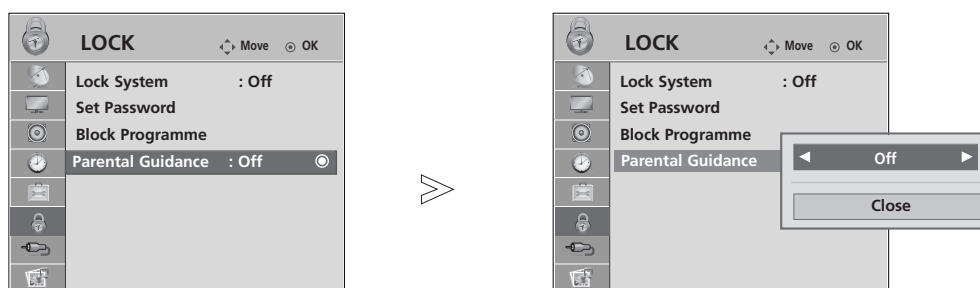 LOCK Move OK
Lock System : Off
Set Password
Block Programme
Parental Guidance : Off
LOCK Move OK
Lock System : Off
Set Password
Block Programme
Parental Guidance
Off
Close